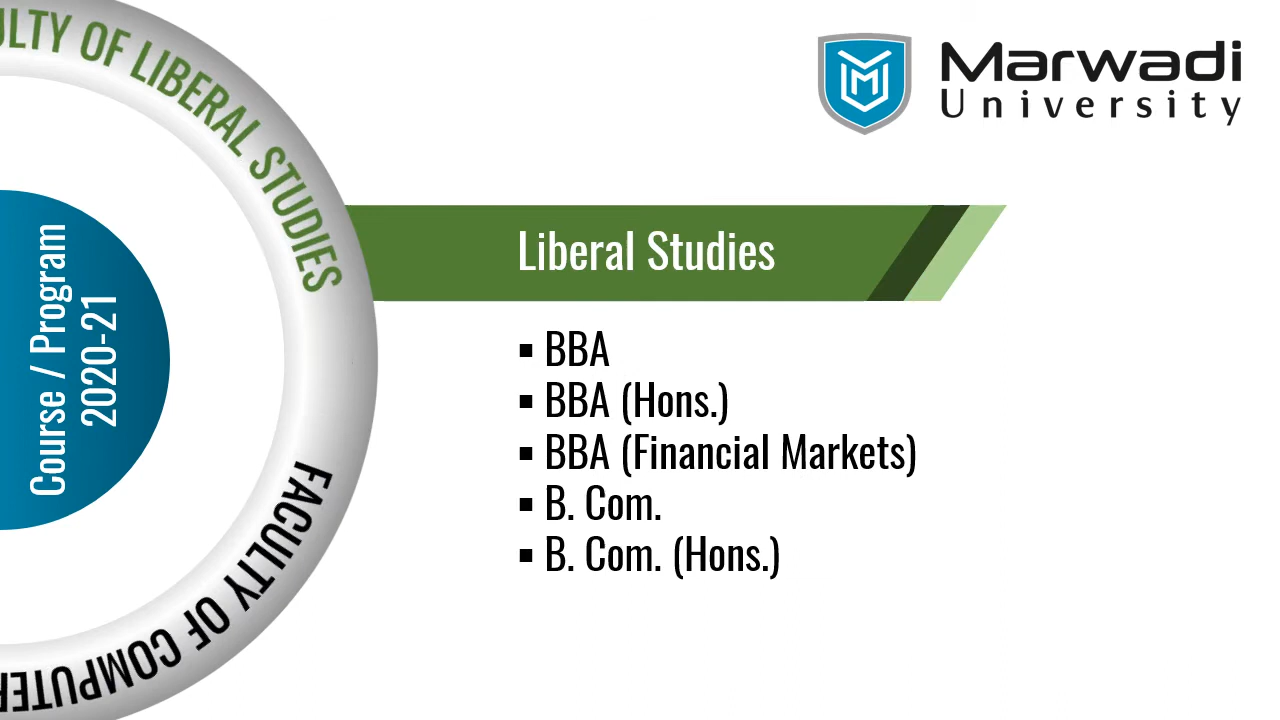 ULTY OF LIBERAL STUDIES
Marwadi
University
Course / Program
2020-21
Liberal Studies
▪ BBA
▪ BBA (Hons.)
▪ BBA (Financial Markets)
▪ B. Com.
▪ B. Com. (Hons.)
FACULTY OF COMPUTER